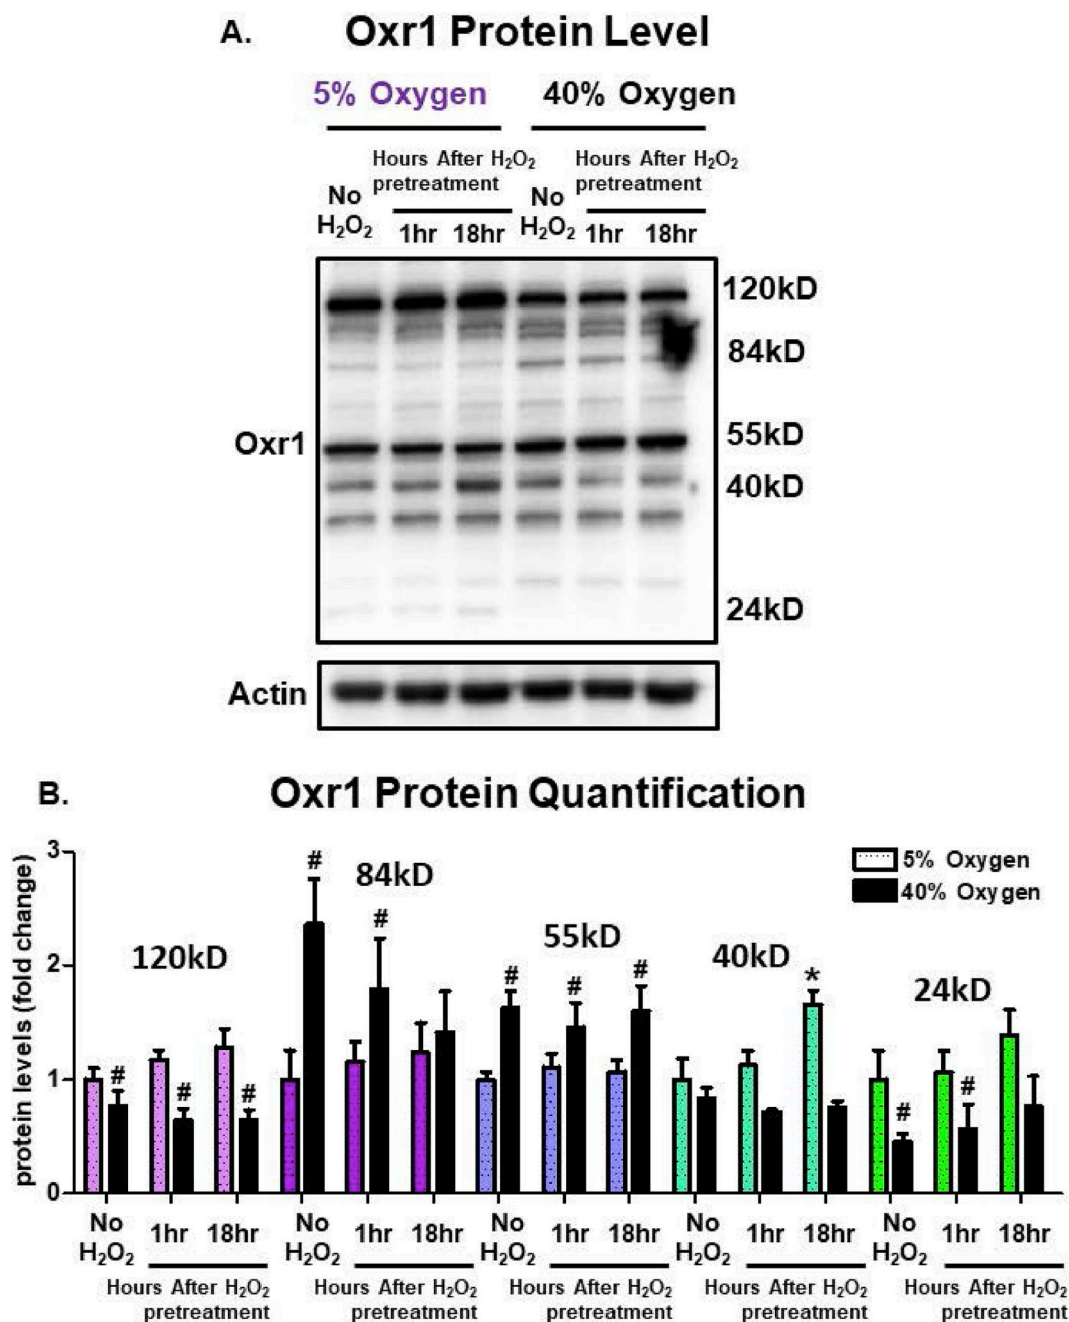 A.
Oxr1 Protein Level
5% Oxygen 40% Oxygen
Hours After H₂O₂ Hours After H₂O₂
pretreatment pretreatment
No No
H₂O₂ 1hr 18hr H₂O₂ 1hr 18hr
120kD
84kD
Oxr1 55kD
40kD
24kD
Actin
B.
Oxr1 Protein Quantification
protein levels (fold change)
3
2
1
0
5% Oxygen
40% Oxygen
120kD
84kD
55kD
40kD
24kD
# # #
# #
# # #
*
# #
No 1hr 18hr No 1hr 18hr No 1hr 18hr No 1hr 18hr No 1hr 18hr
H₂O₂ H₂O₂ H₂O₂ H₂O₂ H₂O₂
Hours After H₂O₂ Hours After H₂O₂ Hours After H₂O₂ Hours After H₂O₂ Hours After H₂O₂
pretreatment pretreatment pretreatment pretreatment pretreatment